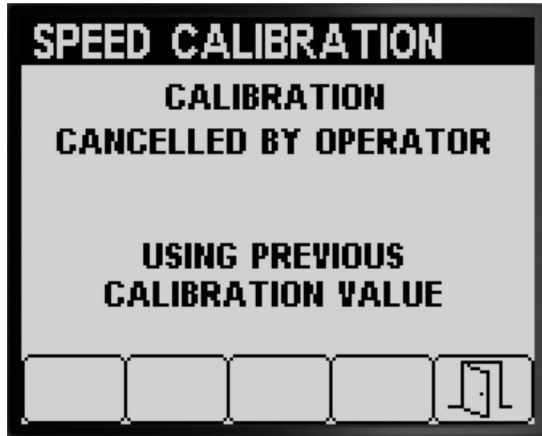 SPEED CALIBRATION
CALIBRATION
CANCELLED BY OPERATOR
USING PREVIOUS
CALIBRATION VALUE